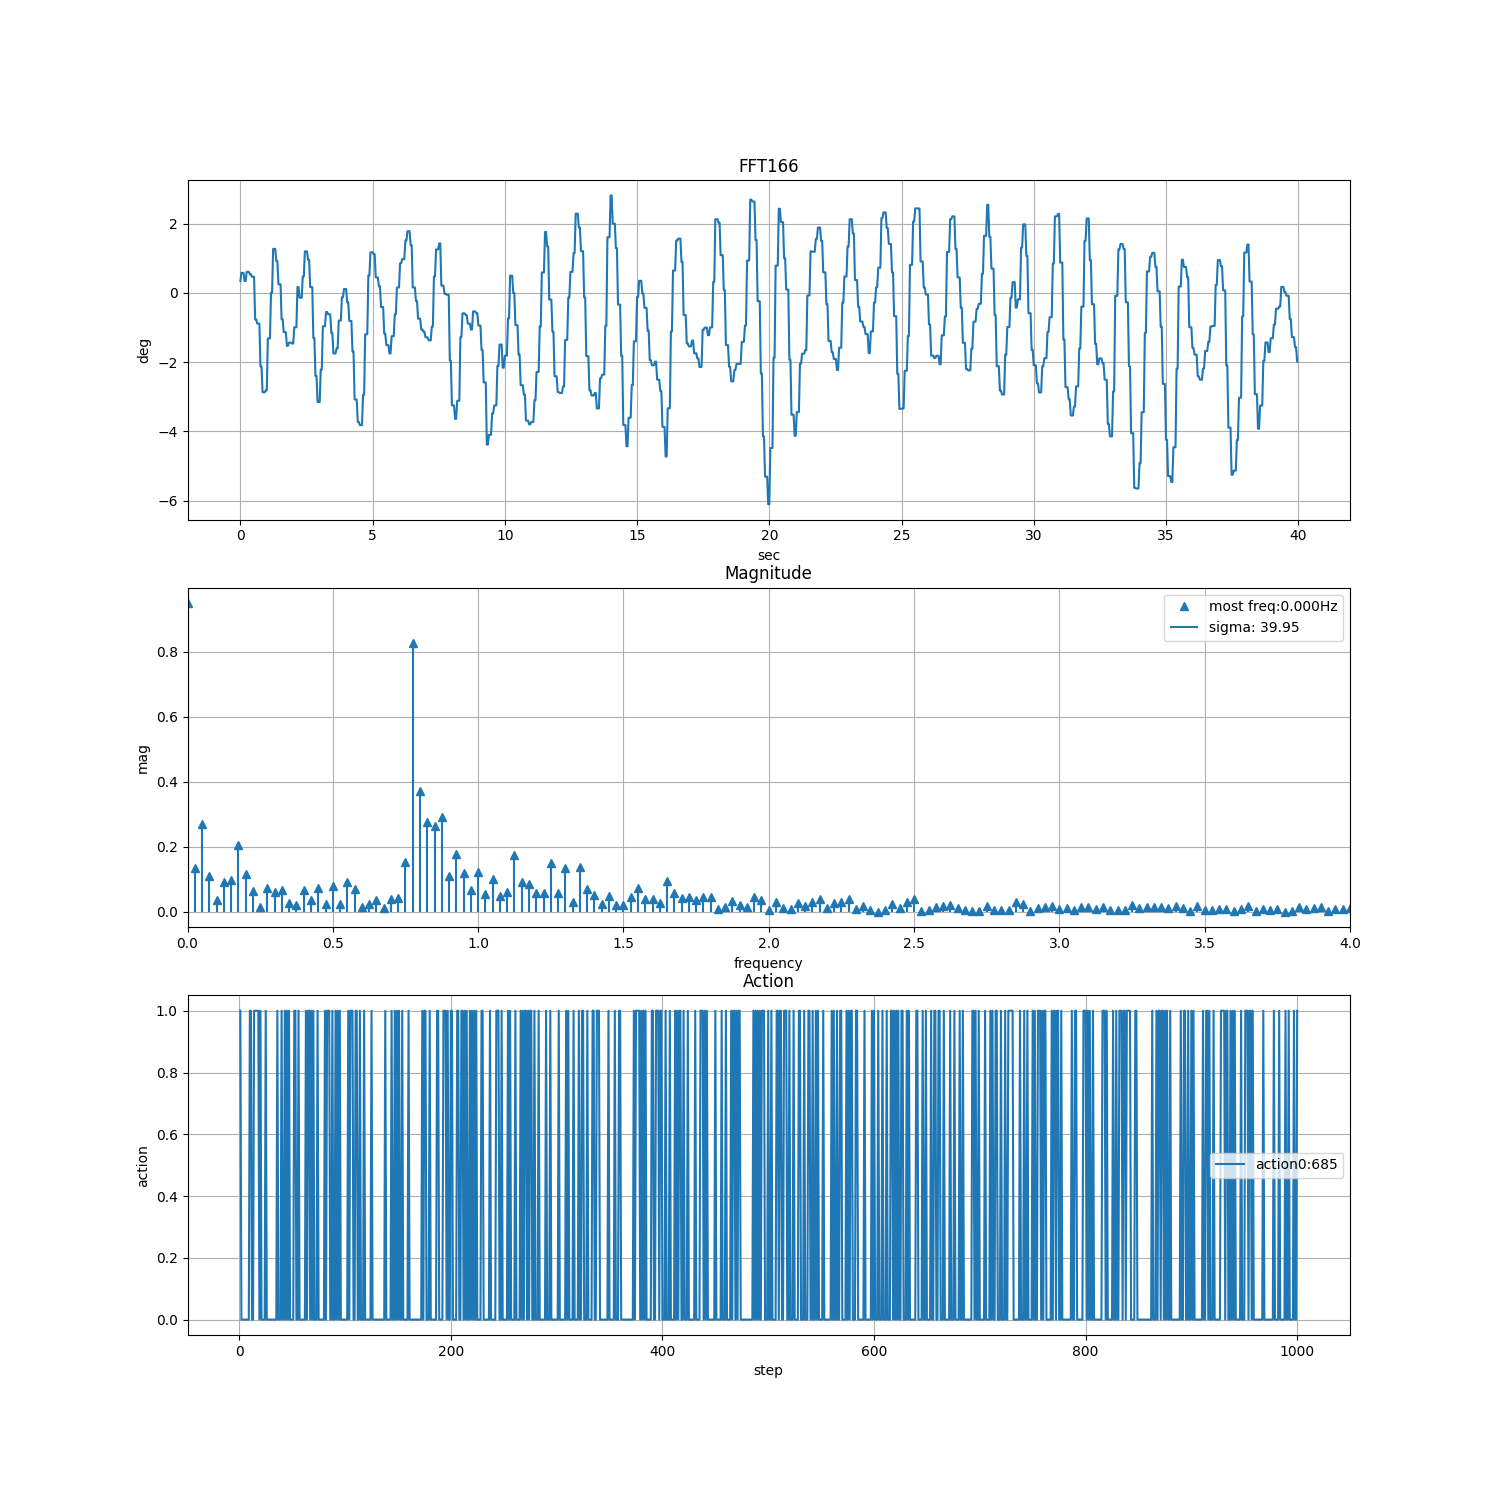 FFT166
2
0
−2
−4
−6
deg
0 5 10 15 20 25 30 35 40
sec
Magnitude
most freq:0.000Hz
sigma: 39.95
0.8
0.6
0.4
0.2
0.0
mag
0.0 0.5 1.0 1.5 2.0 2.5 3.0 3.5 4.0
frequency
Action
1.0
0.8
0.6
0.4
0.2
0.0
action
action0:685
0 200 400 600 800 1000
step